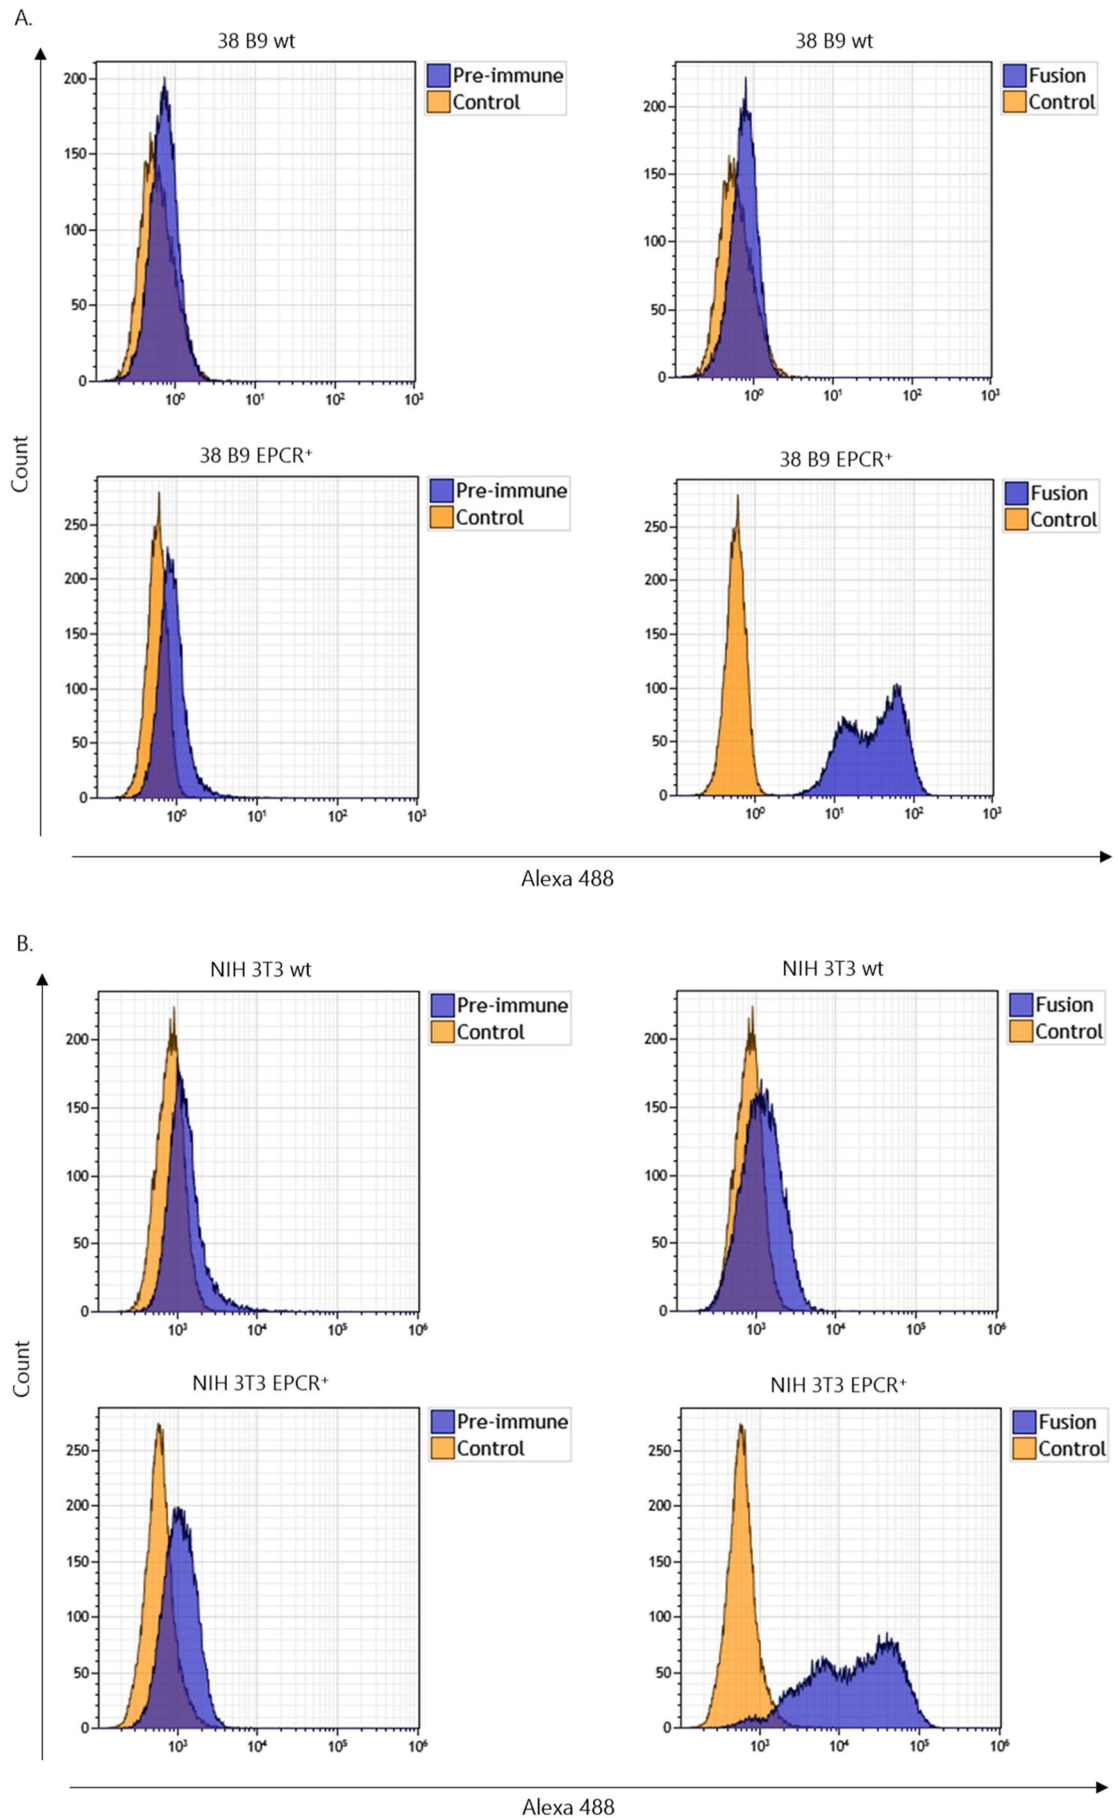 A.
38 B9 wt
Pre-immune
Control
200
150
100
50
0
10⁰ 10¹ 10² 10³
38 B9 wt
Fusion
Control
200
150
100
50
0
10⁰ 10¹ 10² 10³
38 B9 EPCR⁺
Pre-immune
Control
250
200
150
100
50
0
10⁰ 10¹ 10² 10³
38 B9 EPCR⁺
Fusion
Control
250
200
150
100
50
0
10⁰ 10¹ 10² 10³
Count
Alexa 488
B.
NIH 3T3 wt
Pre-immune
Control
200
150
100
50
0
10³ 10⁴ 10⁵ 10⁶
NIH 3T3 wt
Fusion
Control
200
150
100
50
0
10³ 10⁴ 10⁵ 10⁶
NIH 3T3 EPCR⁺
Pre-immune
Control
250
200
150
100
50
0
10³ 10⁴ 10⁵ 10⁶
NIH 3T3 EPCR⁺
Fusion
Control
250
200
150
100
50
0
10³ 10⁴ 10⁵ 10⁶
Count
Alexa 488